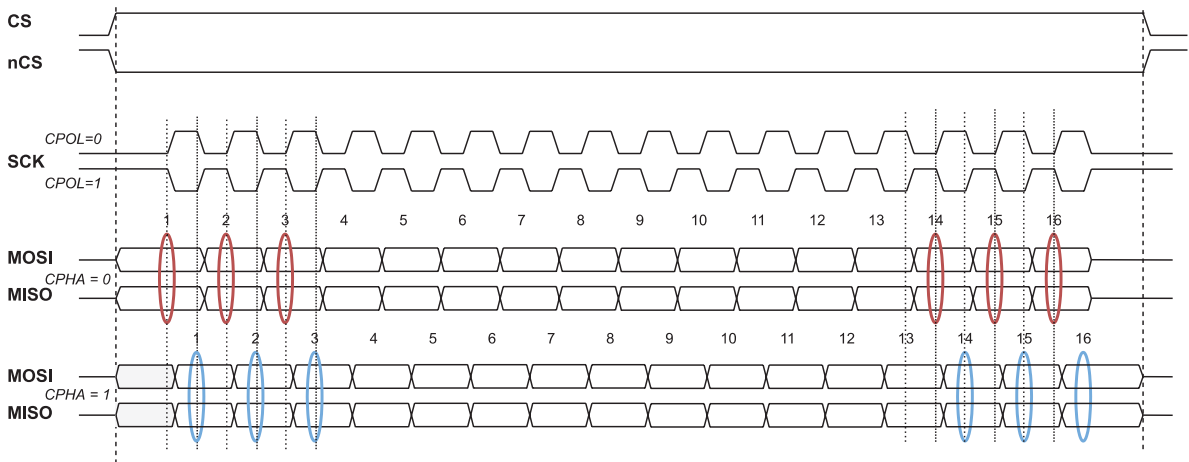 CS
nCS
CPOL=0
SCK
CPOL=1
1 2 3 4 5 6 7 8 9 10 11 12 13 14 15 16
MOSI
CPHA = 0
MISO
1 2 3 4 5 6 7 8 9 10 11 12 13 14 15 16
MOSI
CPHA = 1
MISO